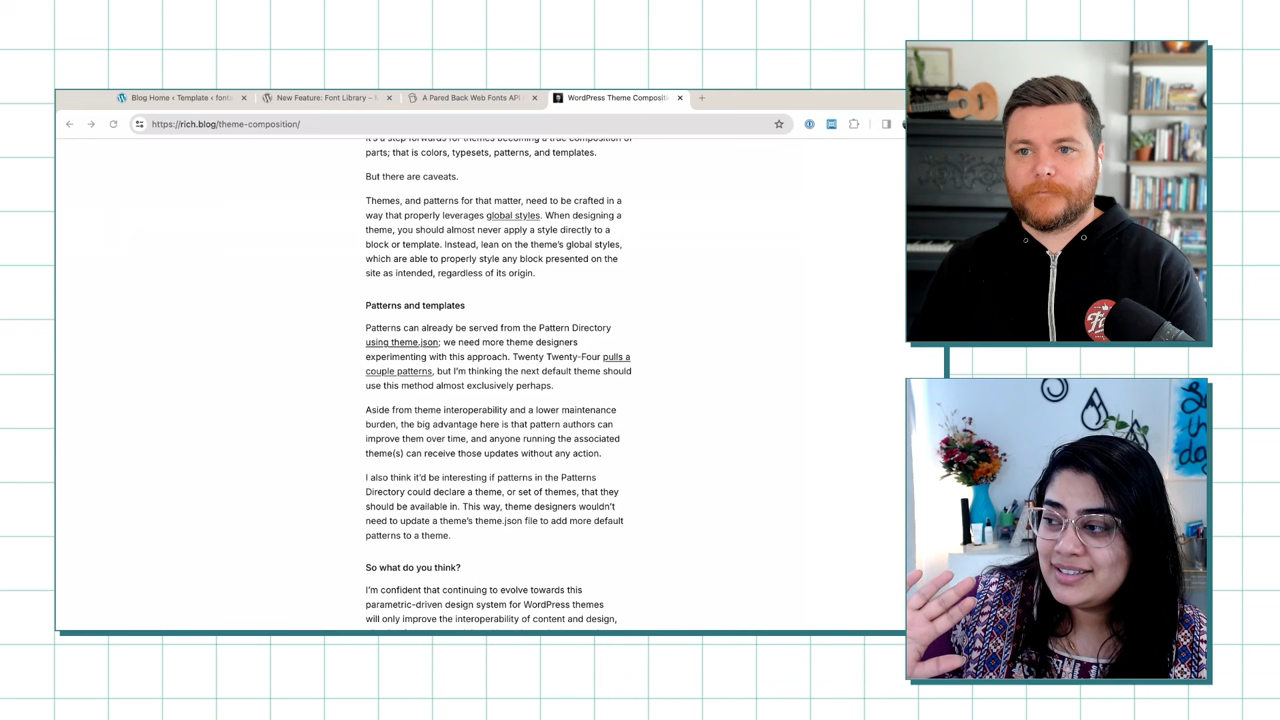 Blog Home ‹ Template ‹ fonts
New Feature: Font Library –
A Pared Back Web Fonts API
WordPress Theme Composit
https://rich.blog/theme-composition/
It's a step forwards for themes becoming a true composition of
parts; that is colors, typesets, patterns, and templates.
But there are caveats.
Themes, and patterns for that matter, need to be crafted in a
way that properly leverages global styles. When designing a
theme, you should almost never apply a style directly to a
block or template. Instead, lean on the theme's global styles,
which are able to properly style any block presented on the
site as intended, regardless of its origin.
Patterns and templates
Patterns can already be served from the Pattern Directory
using theme.json; we need more theme designers
experimenting with this approach. Twenty Twenty-Four pulls a
couple patterns, but I'm thinking the next default theme should
use this method almost exclusively perhaps.
Aside from theme interoperability and a lower maintenance
burden, the big advantage here is that pattern authors can
improve them over time, and anyone running the associated
theme(s) can receive those updates without any action.
I also think it'd be interesting if patterns in the Patterns
Directory could declare a theme, or set of themes, that they
should be available in. This way, theme designers wouldn't
need to update a theme's theme.json file to add more default
patterns to a theme.
So what do you think?
I'm confident that continuing to evolve towards this
parametric-driven design system for WordPress themes
will only improve the interoperability of content and design,